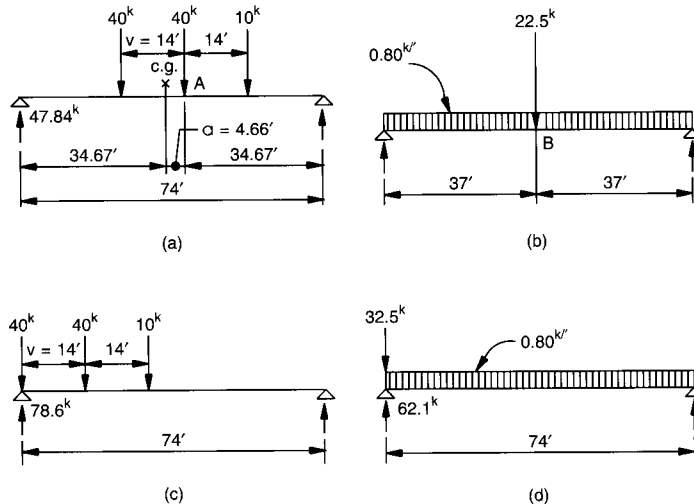 40ᵏ 40ᵏ 10ᵏ
v = 14′ 14′
c.g.
A
47.84ᵏ
a = 4.66′
34.67′ 34.67′
74′
(a)
22.5ᵏ
0.80ᵏ/′
B
37′ 37′
(b)
40ᵏ 40ᵏ 10ᵏ
v = 14′ 14′
78.6ᵏ
74′
(c)
32.5ᵏ
0.80ᵏ/′
62.1ᵏ
74′
(d)